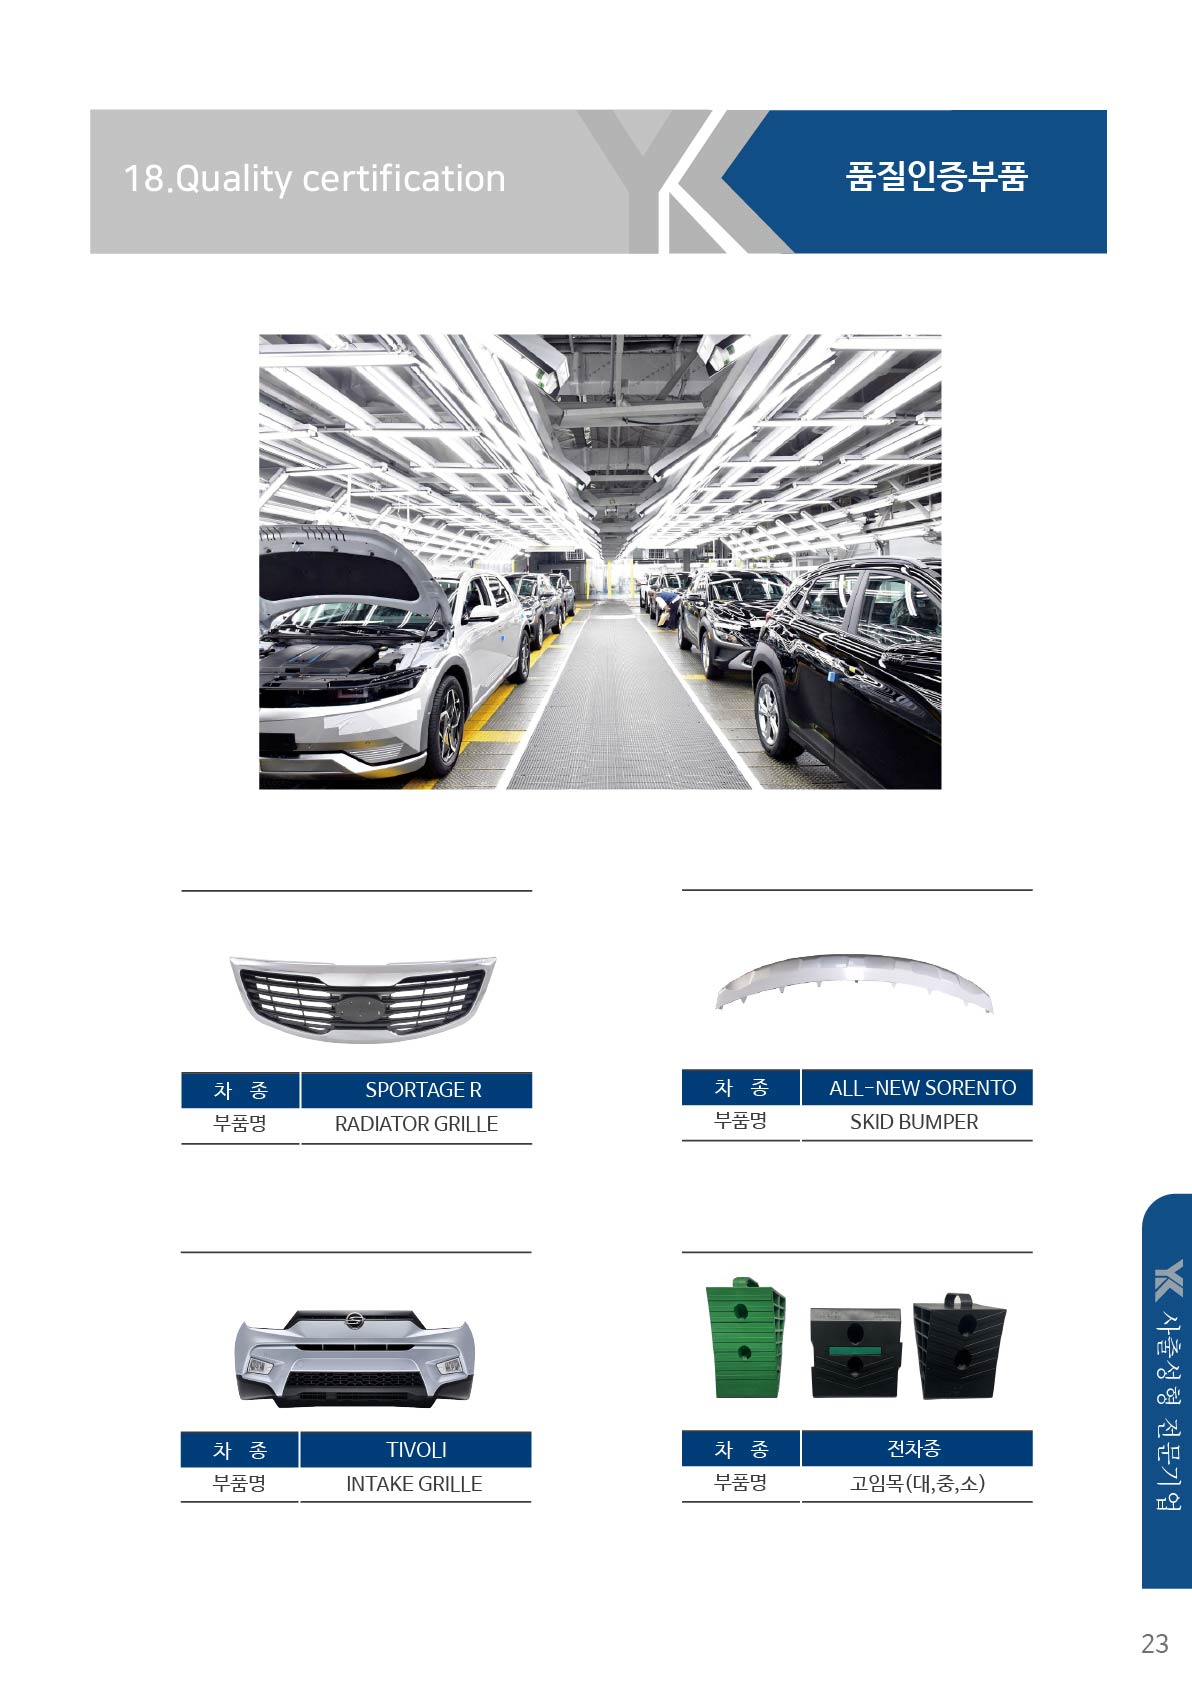 18.Quality certification
품질인증부품
차 종 SPORTAGE R
부품명 RADIATOR GRILLE
차 종 ALL-NEW SORENTO
부품명 SKID BUMPER
차 종 TIVOLI
부품명 INTAKE GRILLE
차 종 전차종
부품명 고임목(대,중,소)
YK 사출성형 전문기업
23